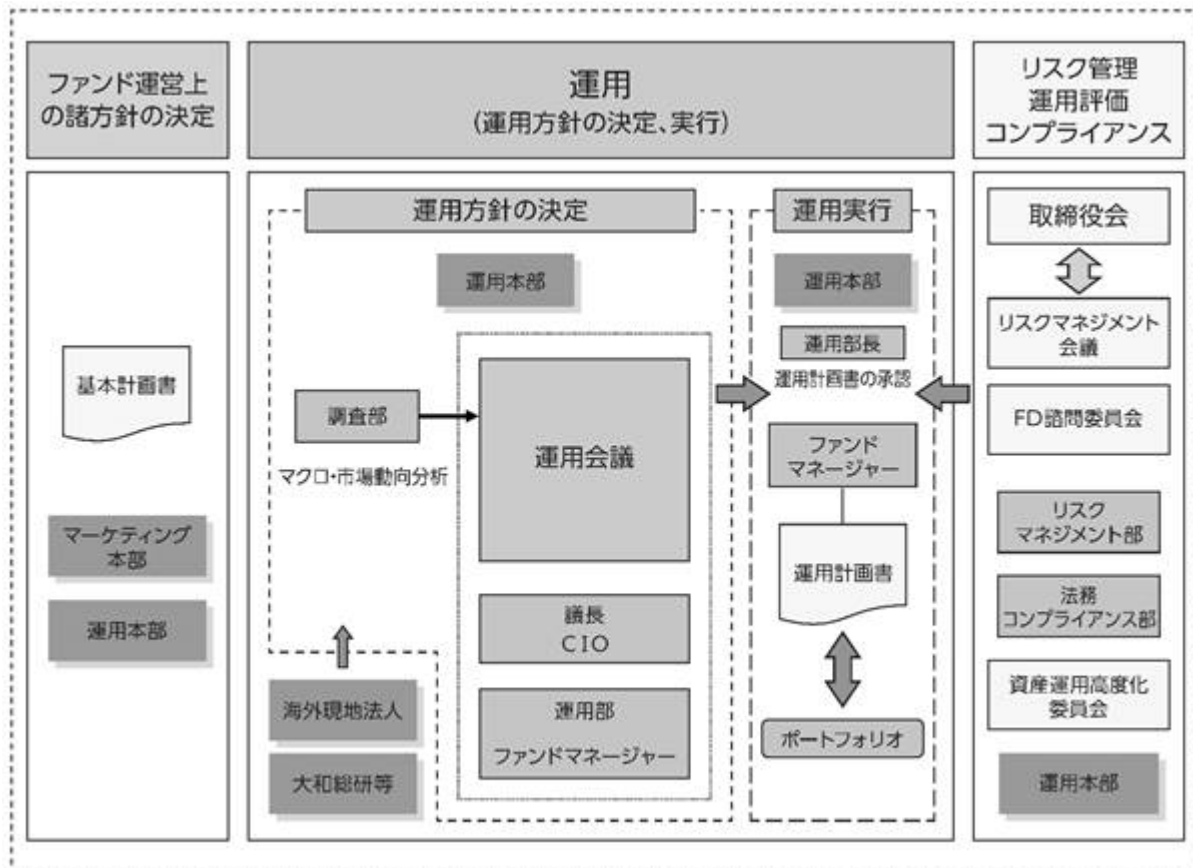 ファンド運営上
の諸方針の決定
運用
(運用方針の決定、実行)
リスク管理
運用評価
コンプライアンス
基本計画書
マーケティング
本部
運用本部
運用方針の決定
運用本部
調査部
マクロ・市場動向分析
運用会議
議長
CIO
運用部
ファンドマネージャー
海外現地法人
大和総研等
運用実行
運用本部
運用部長
運用計画書の承認
ファンド
マネージャー
運用計画書
ポートフォリオ
取締役会
リスクマネジメント
会議
FD諮問委員会
リスク
マネジメント部
法務
コンプライアンス部
資産運用高度化
委員会
運用本部